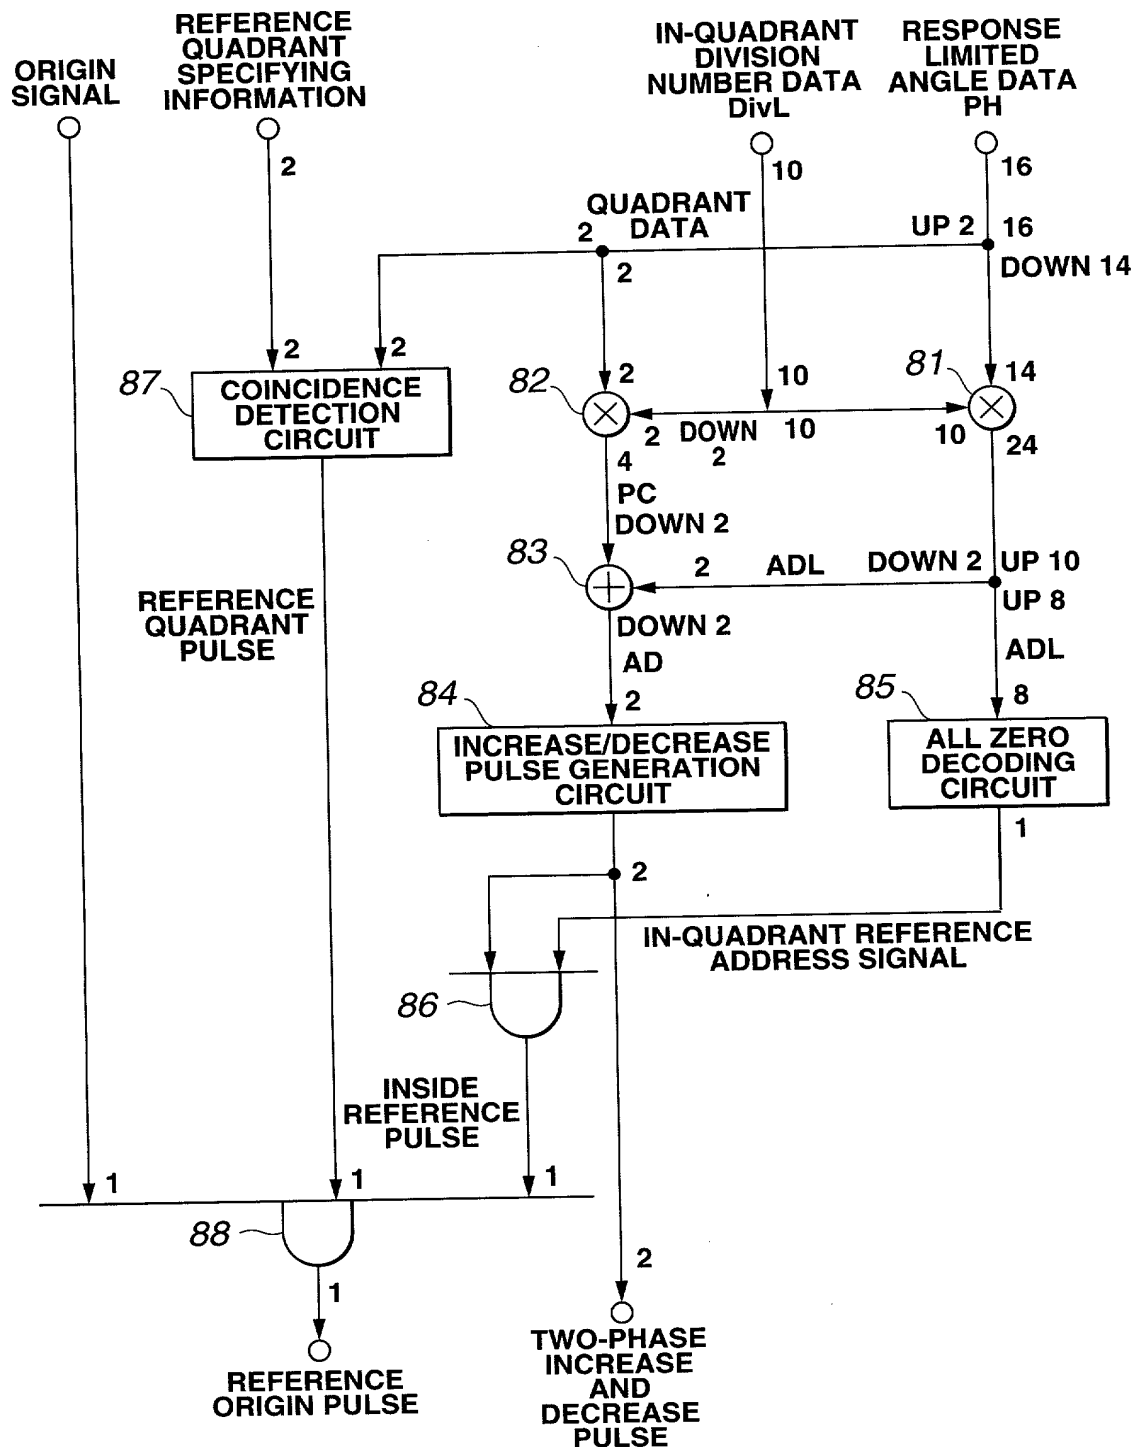 REFERENCE
QUADRANT
SPECIFYING
INFORMATION
ORIGIN
SIGNAL
IN-QUADRANT
DIVISION
NUMBER DATA
DivL
RESPONSE
LIMITED
ANGLE DATA
PH
2
10
16
QUADRANT
DATA
2
2
UP 2
16
DOWN 14
2
2
87
COINCIDENCE
DETECTION
CIRCUIT
82
2
10
81
14
2
DOWN
2
10
10
24
4
PC
DOWN 2
83
2
ADL
DOWN 2
UP 10
UP 8
DOWN 2
AD
ADL
REFERENCE
QUADRANT
PULSE
84
2
85
8
INCREASE/DECREASE
PULSE GENERATION
CIRCUIT
ALL ZERO
DECODING
CIRCUIT
1
2
IN-QUADRANT REFERENCE
ADDRESS SIGNAL
86
INSIDE
REFERENCE
PULSE
1
1
1
88
1
2
REFERENCE
ORIGIN PULSE
TWO-PHASE
INCREASE
AND
DECREASE
PULSE